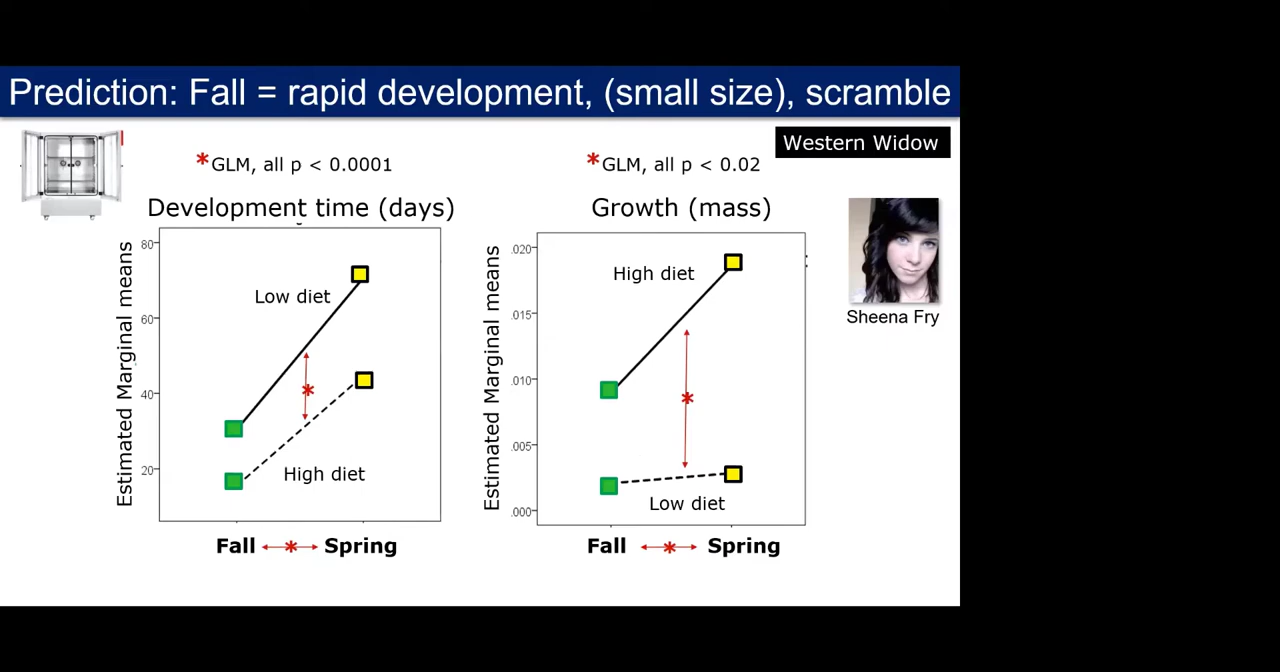 Prediction: Fall = rapid development, (small size), scramble
Western Widow
*GLM, all p < 0.0001
*GLM, all p < 0.02
Development time (days)
Growth (mass)
Estimated Marginal means
80
60
40
20
Low diet
High diet
Fall * Spring
Estimated Marginal means
.020
.015
.010
.005
.000
High diet
Low diet
Fall * Spring
Sheena Fry